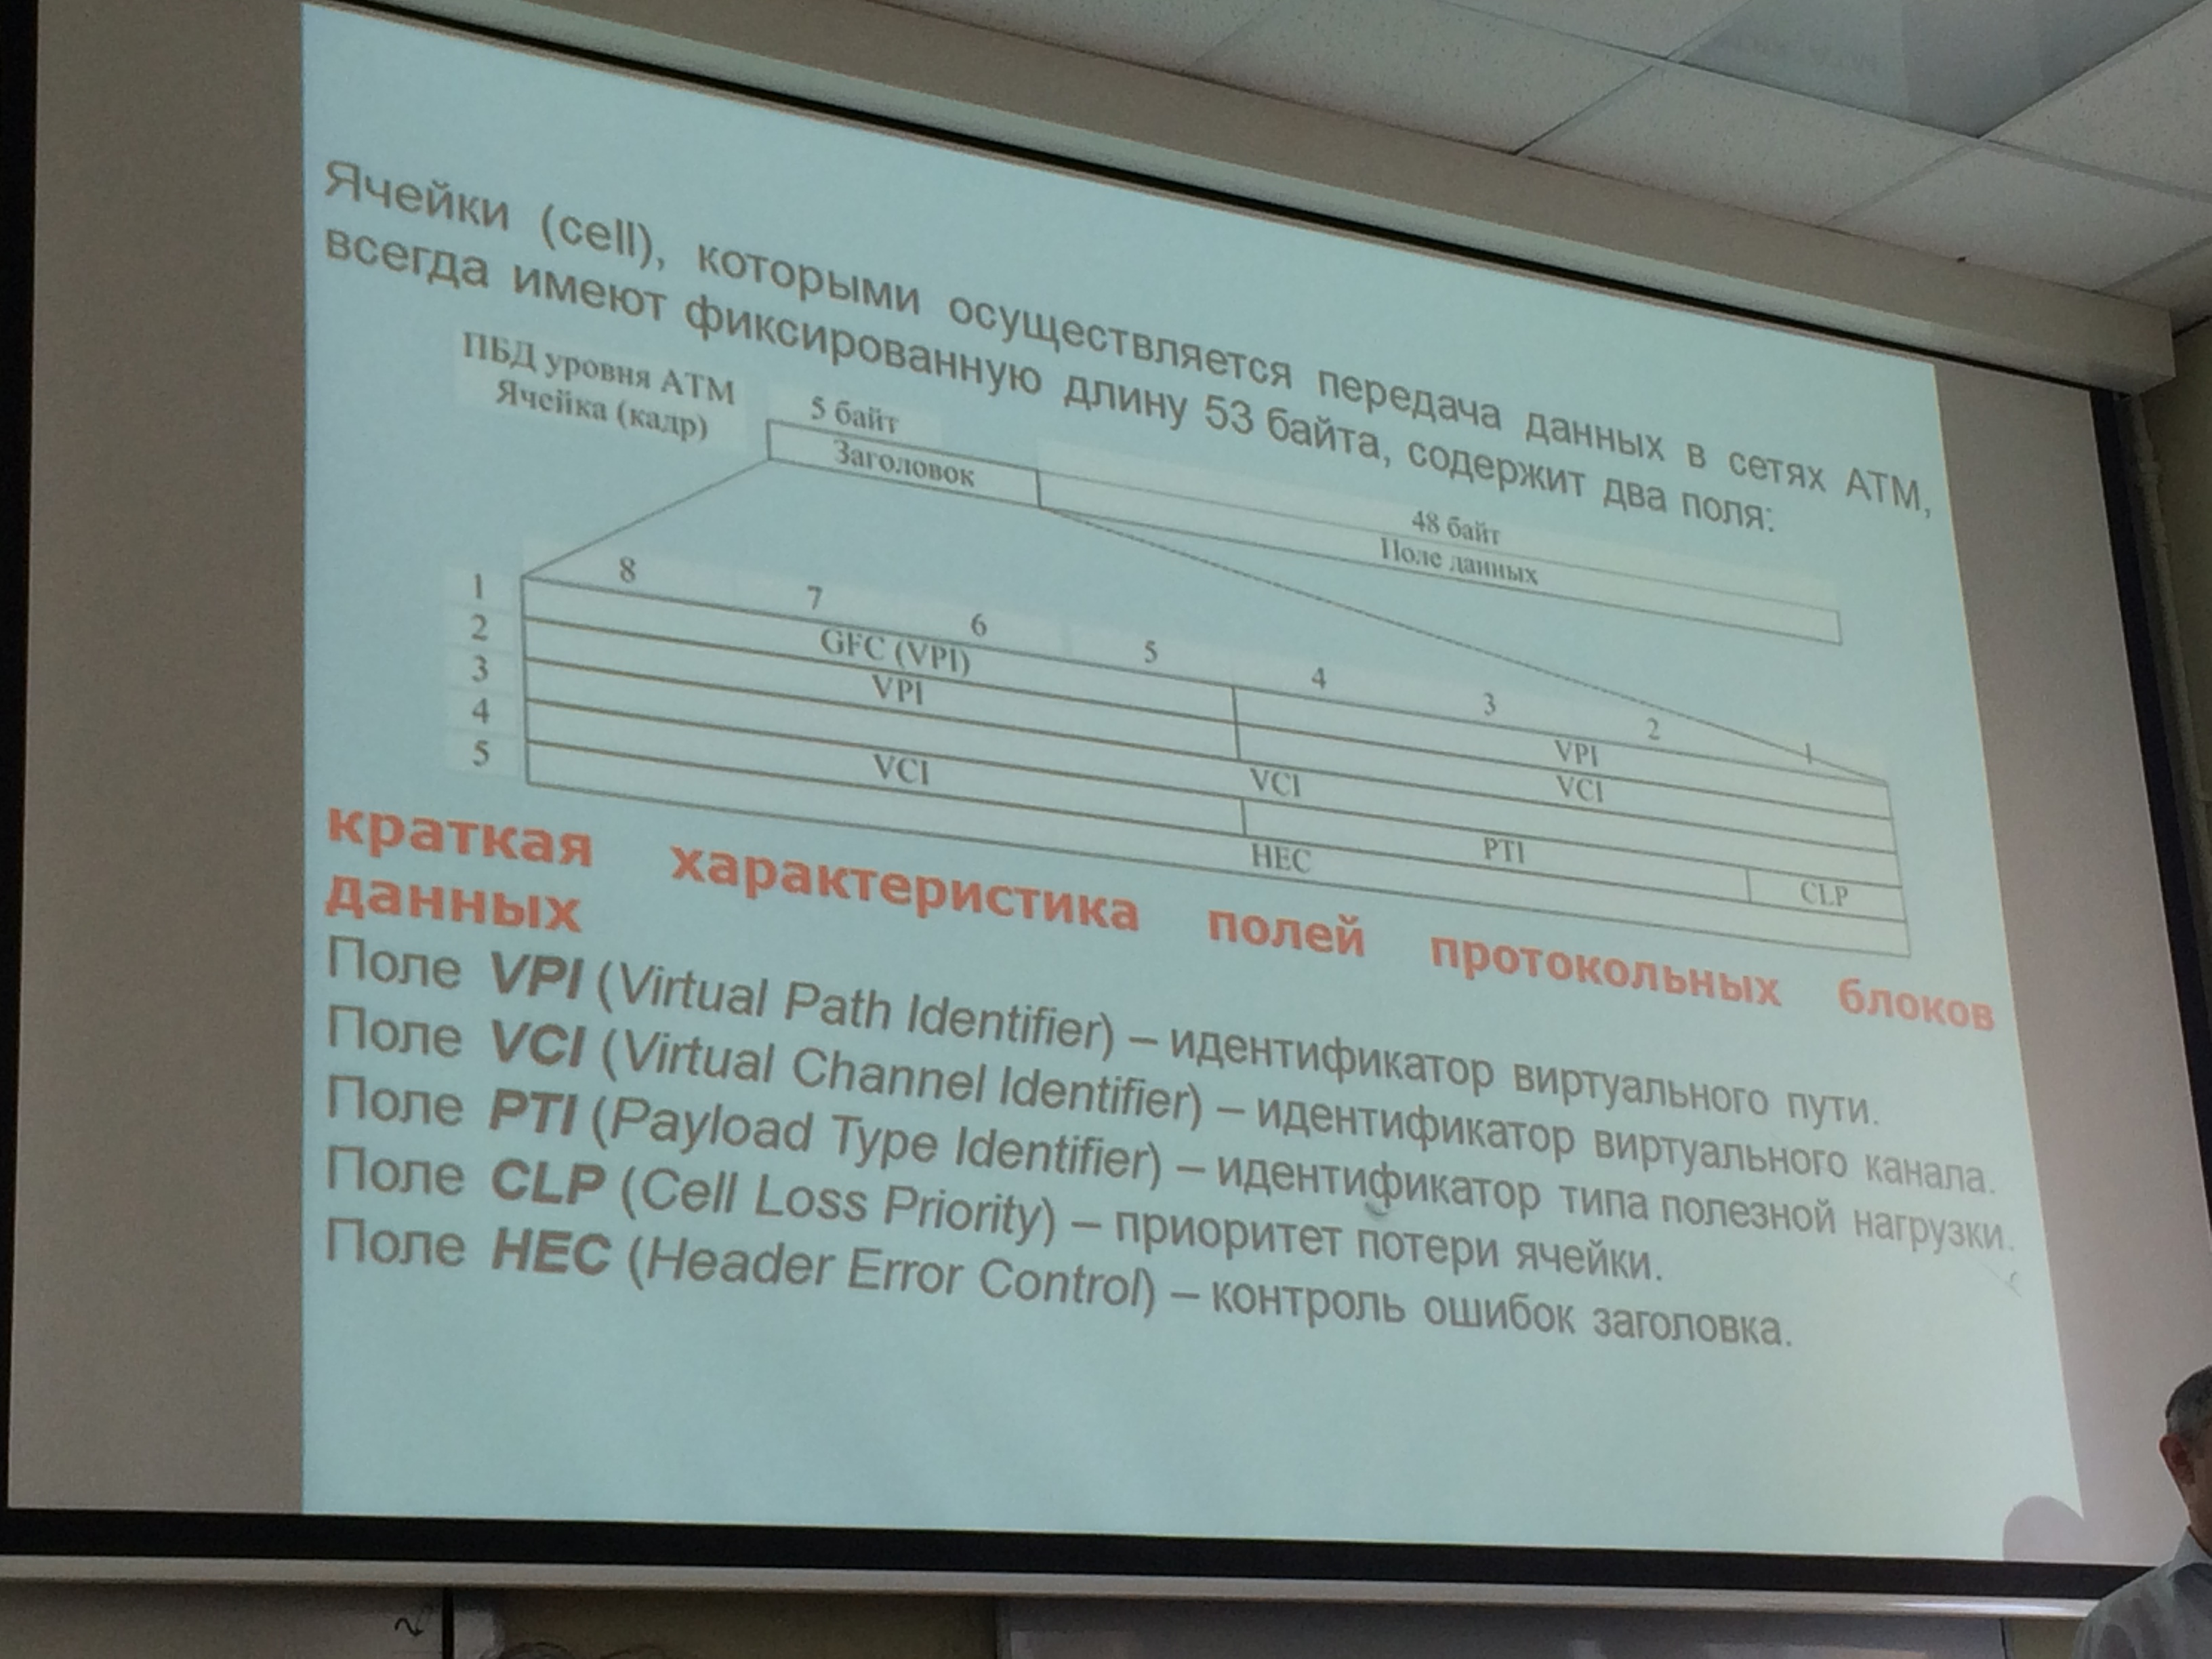 Ячейки (cell), которыми осуществляется передача данных в сетях АТМ,
всегда имеют фиксированную длину 53 байта, содержит два поля:
ПБД уровня АТМ
Ячейка (кадр)
5 байт
Заголовок
48 байт
Поле данных
8 7 6 5 4 3 2 1
1 GFC (VPI) VPI
2 VPI VCI
3 VCI
4 VCI PTI CLP
5 HEC
краткая характеристика полей протокольных блоков
данных
Поле VPI (Virtual Path Identifier) – идентификатор виртуального пути.
Поле VCI (Virtual Channel Identifier) – идентификатор виртуального канала.
Поле PTI (Payload Type Identifier) – идентификатор типа полезной нагрузки.
Поле CLP (Cell Loss Priority) – приоритет потери ячейки.
Поле HEC (Header Error Control) – контроль ошибок заголовка.